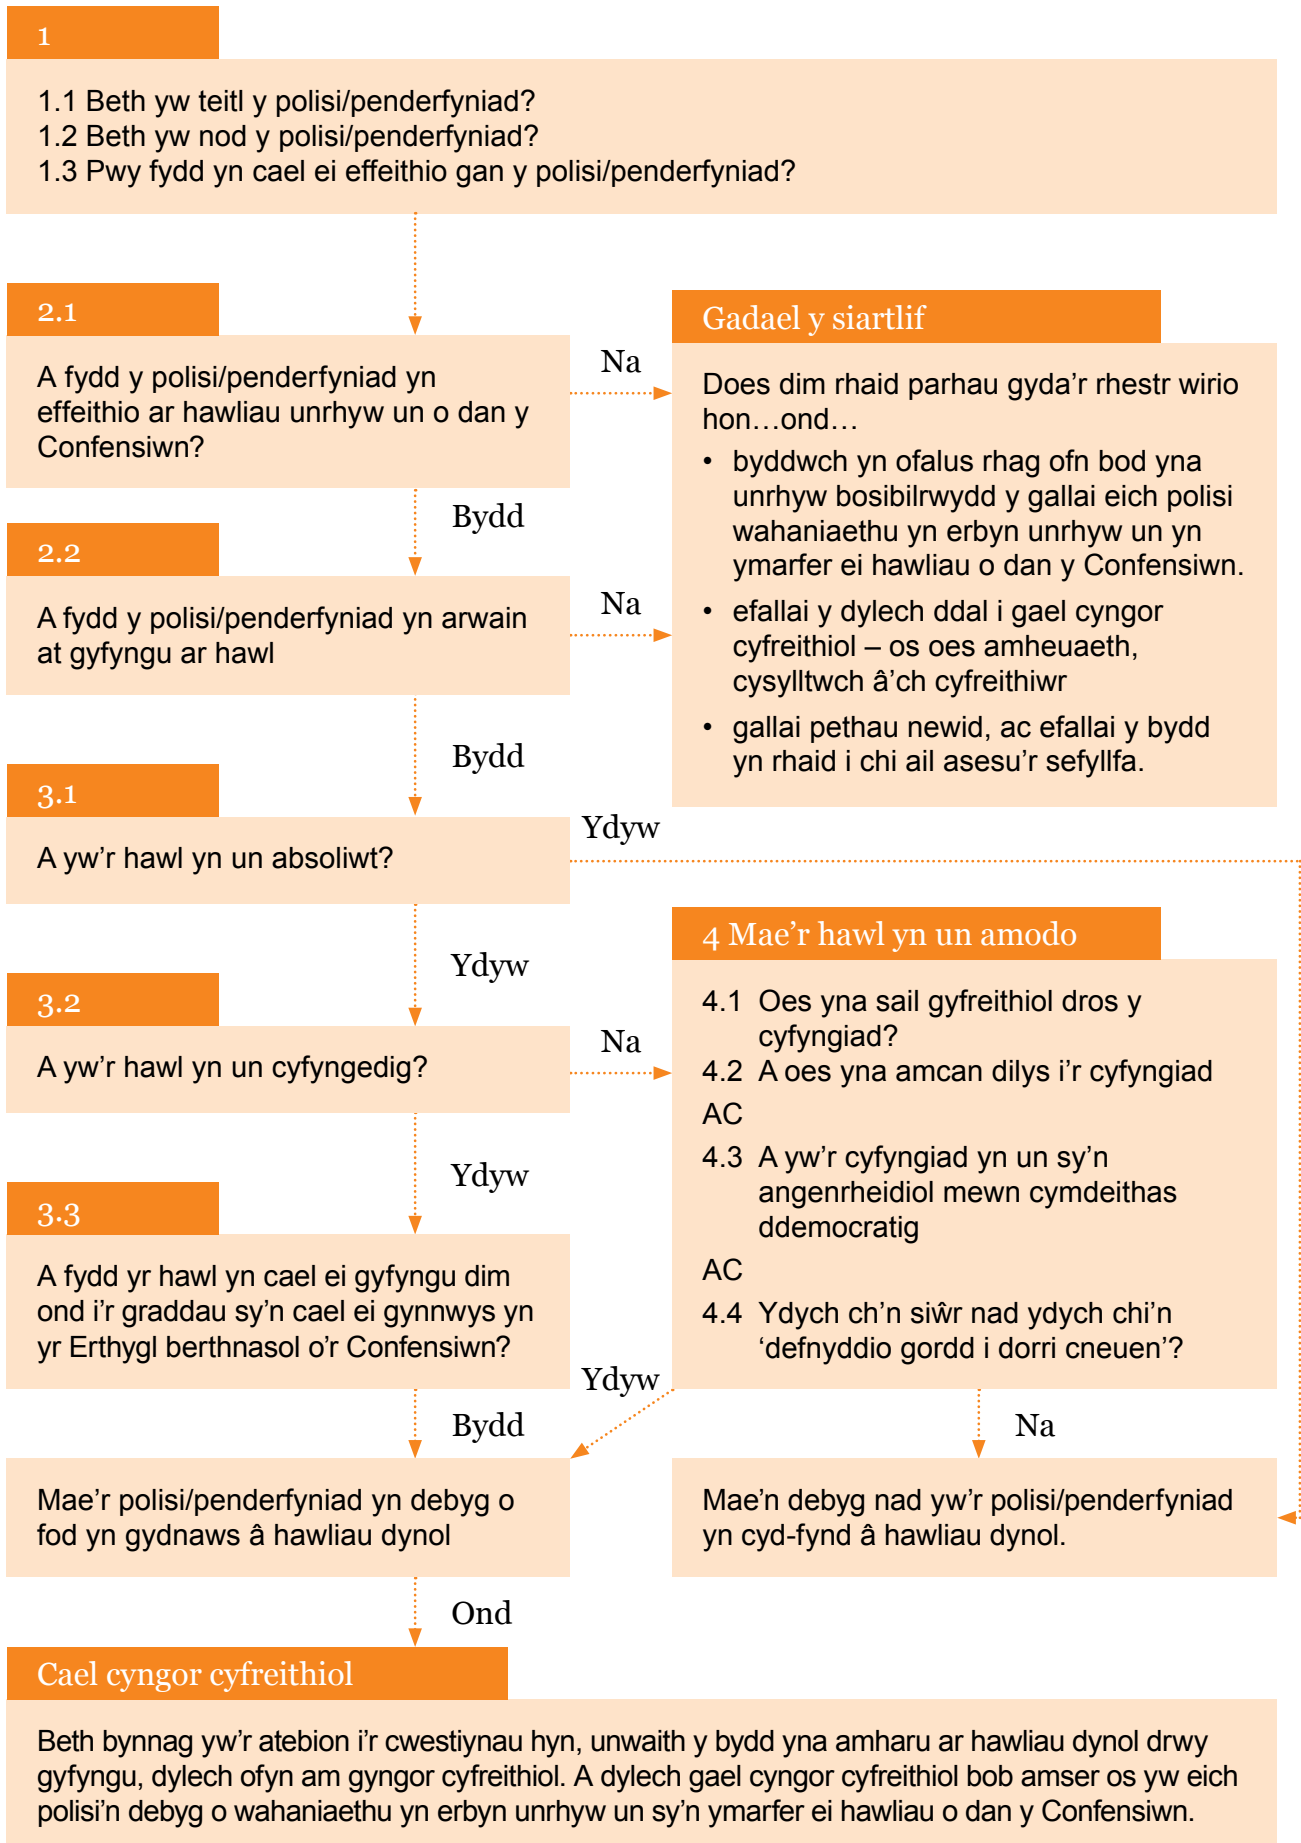 1
1.1 Beth yw teitl y polisi/penderfyniad?
1.2 Beth yw nod y polisi/penderfyniad?
1.3 Pwy fydd yn cael ei effeithio gan y polisi/penderfyniad?
2.1
A fydd y polisi/penderfyniad yn
effeithio ar hawliau unrhyw un o dan y
Confensiwn?
Na
Gadael y siartlif
Does dim rhaid parhau gyda'r rhestr wirio
hon…ond…
• byddwch yn ofalus rhag ofn bod yna
unrhyw bosibilrwydd y gallai eich polisi
wahaniaethu yn erbyn unrhyw un yn
ymarfer ei hawliau o dan y Confensiwn.
• efallai y dylech ddal i gael cyngor
cyfreithiol – os oes amheuaeth,
cysylltwch â'ch cyfreithiwr
• gallai pethau newid, ac efallai y bydd
yn rhaid i chi ail asesu'r sefyllfa.
Bydd
2.2
A fydd y polisi/penderfyniad yn arwain
at gyfyngu ar hawl
Na
Bydd
3.1
A yw'r hawl yn un absoliwt?
Ydyw
Ydyw
3.2
A yw'r hawl yn un cyfyngedig?
Na
4 Mae'r hawl yn un amodo
4.1 Oes yna sail gyfreithiol dros y
cyfyngiad?
4.2 A oes yna amcan dilys i'r cyfyngiad
AC
4.3 A yw'r cyfyngiad yn un sy'n
angenrheidiol mewn cymdeithas
ddemocratig
AC
4.4 Ydych ch'n siŵr nad ydych chi'n
'defnyddio gordd i dorri cneuen'?
Ydyw
3.3
A fydd yr hawl yn cael ei gyfyngu dim
ond i'r graddau sy'n cael ei gynnwys yn
yr Erthygl berthnasol o'r Confensiwn?
Ydyw
Bydd
Na
Mae'r polisi/penderfyniad yn debyg o
fod yn gydnaws â hawliau dynol
Mae'n debyg nad yw'r polisi/penderfyniad
yn cyd-fynd â hawliau dynol.
Ond
Cael cyngor cyfreithiol
Beth bynnag yw'r atebion i'r cwestiynau hyn, unwaith y bydd yna amharu ar hawliau dynol drwy
gyfyngu, dylech ofyn am gyngor cyfreithiol. A dylech gael cyngor cyfreithiol bob amser os yw eich
polisi'n debyg o wahaniaethu yn erbyn unrhyw un sy'n ymarfer ei hawliau o dan y Confensiwn.